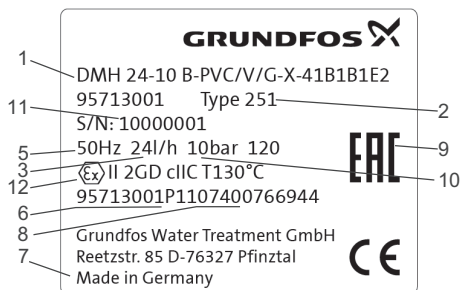 GRUNDFOS
1 DMH 24-10 B-PVC/V/G-X-41B1B1E2
95713001 Type 251 2
11 S/N: 10000001
5 50Hz 24l/h 10bar 120 EAC 9
3 10
12 Ex II 2GD cIIC T130°C
6 95713001P1107400766944
8
Grundfos Water Treatment GmbH
Reetzstr. 85 D-76327 Pfinztal CE
7 Made in Germany